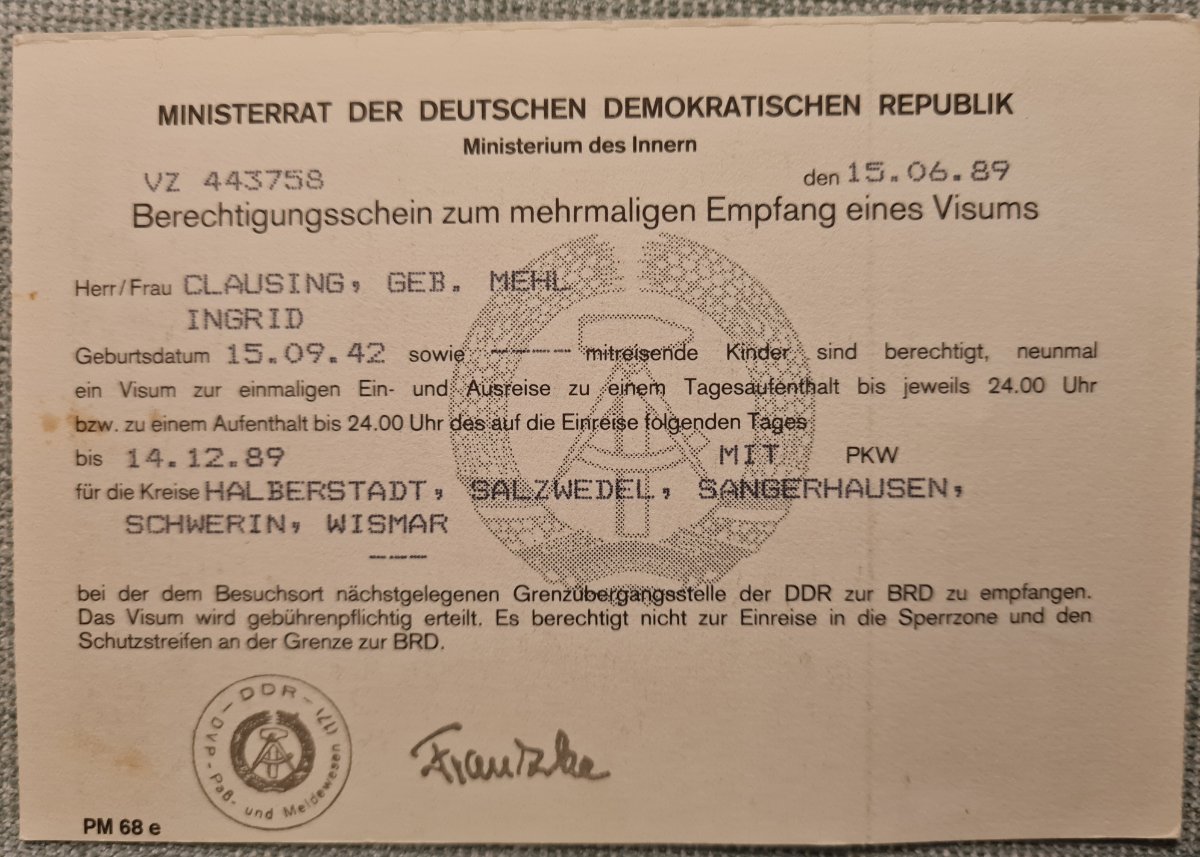 MINISTERRAT DER DEUTSCHEN DEMOKRATISCHEN REPUBLIK
Ministerium des Innern
VZ 443758 den 15.06.89
Berechtigungsschein zum mehrmaligen Empfang eines Visums
Herr/Frau CLAUSING, GEB. MEHL
INGRID
Geburtsdatum 15.09.42 sowie ----- mitreisende Kinder sind berechtigt, neunmal
ein Visum zur einmaligen Ein- und Ausreise zu einem Tagesaufenthalt bis jeweils 24.00 Uhr
bzw. zu einem Aufenthalt bis 24.00 Uhr des auf die Einreise folgenden Tages
bis 14.12.89 MIT PKW
für die Kreise HALBERSTADT, SALZWEDEL, SANGERHAUSEN,
SCHWERIN, WISMAR
----
bei der dem Besuchsort nächstgelegenen Grenzübergangsstelle der DDR zur BRD zu empfangen.
Das Visum wird gebührenpflichtig erteilt. Es berechtigt nicht zur Einreise in die Sperrzone und den
Schutzstreifen an der Grenze zur BRD.
– DDR – (17)
DVP - Paß- und Meldewesen
Frantzke
PM 68 e